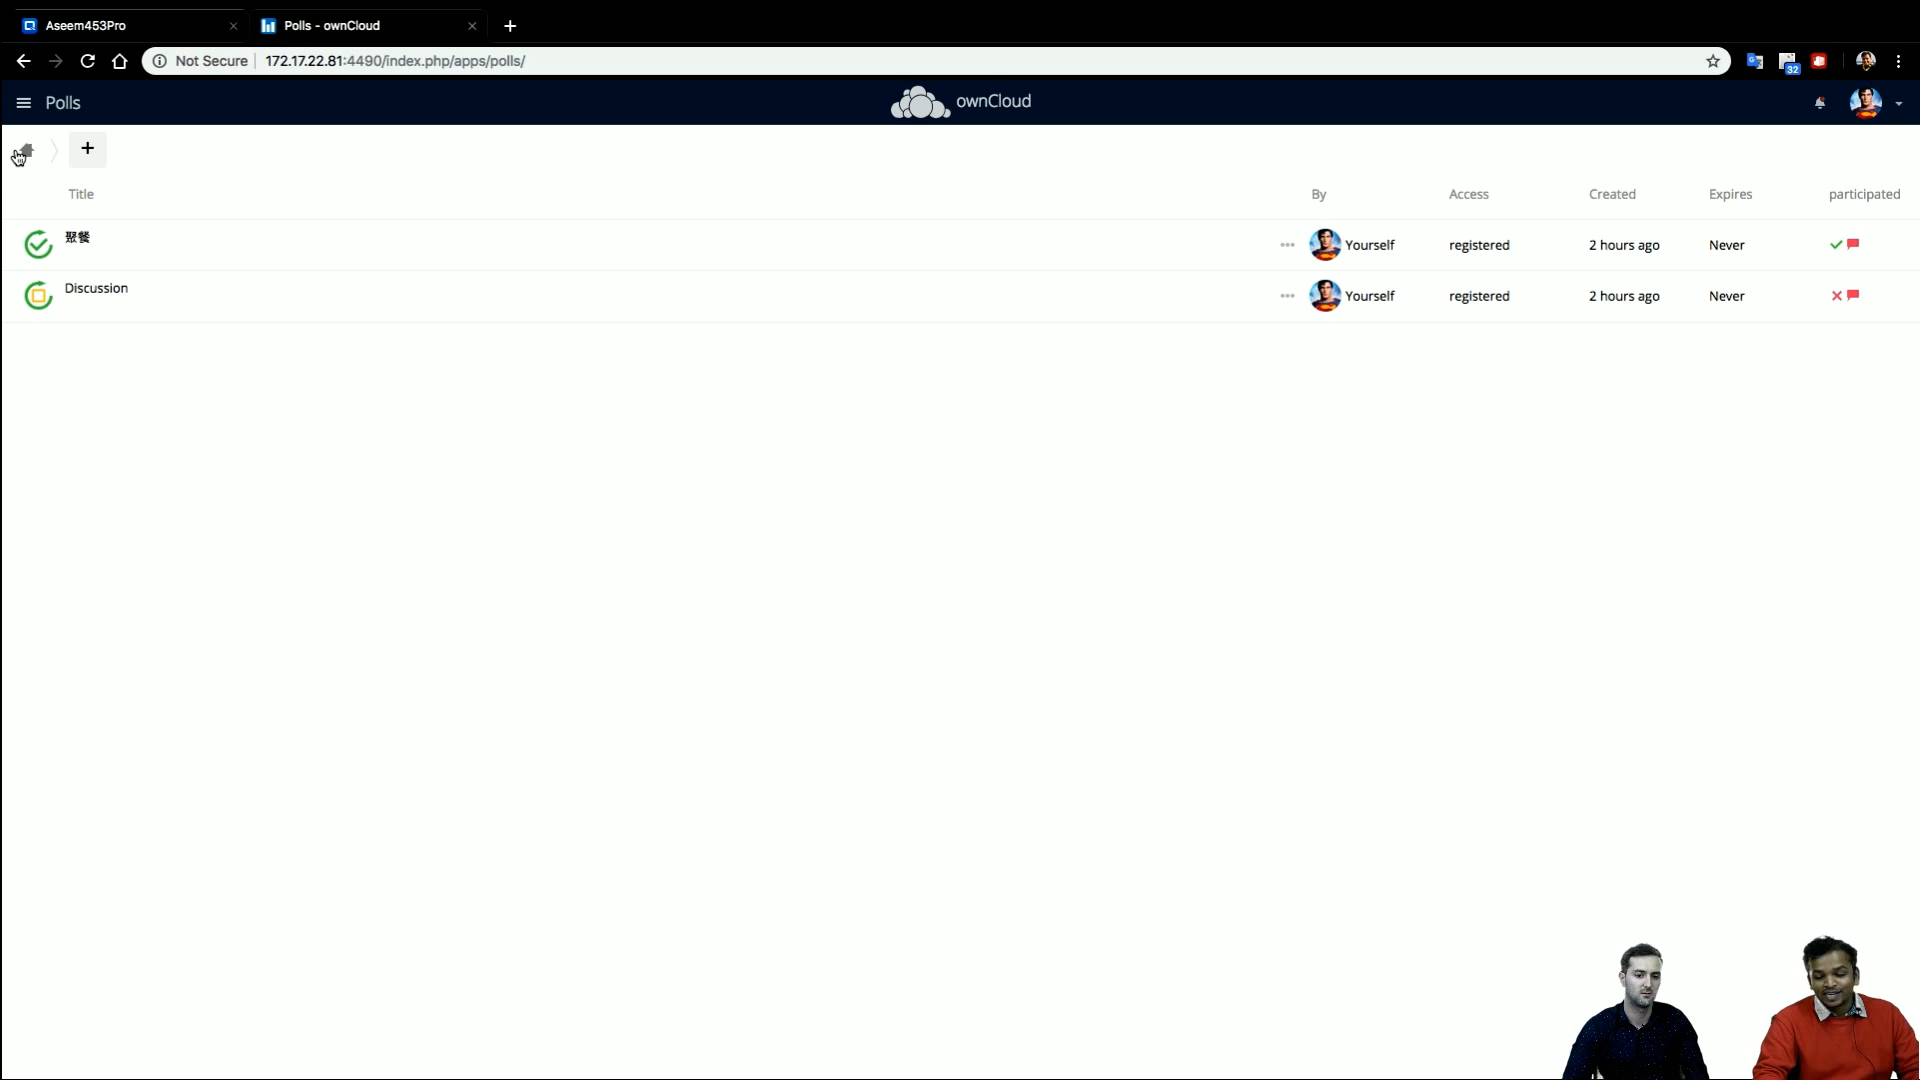 Aseem453Pro
Polls - ownCloud
Not Secure 172.17.22.81:4490/index.php/apps/polls/
32
Polls
ownCloud
+
Title By Access Created Expires participated
聚餐 Yourself registered 2 hours ago Never
Discussion Yourself registered 2 hours ago Never